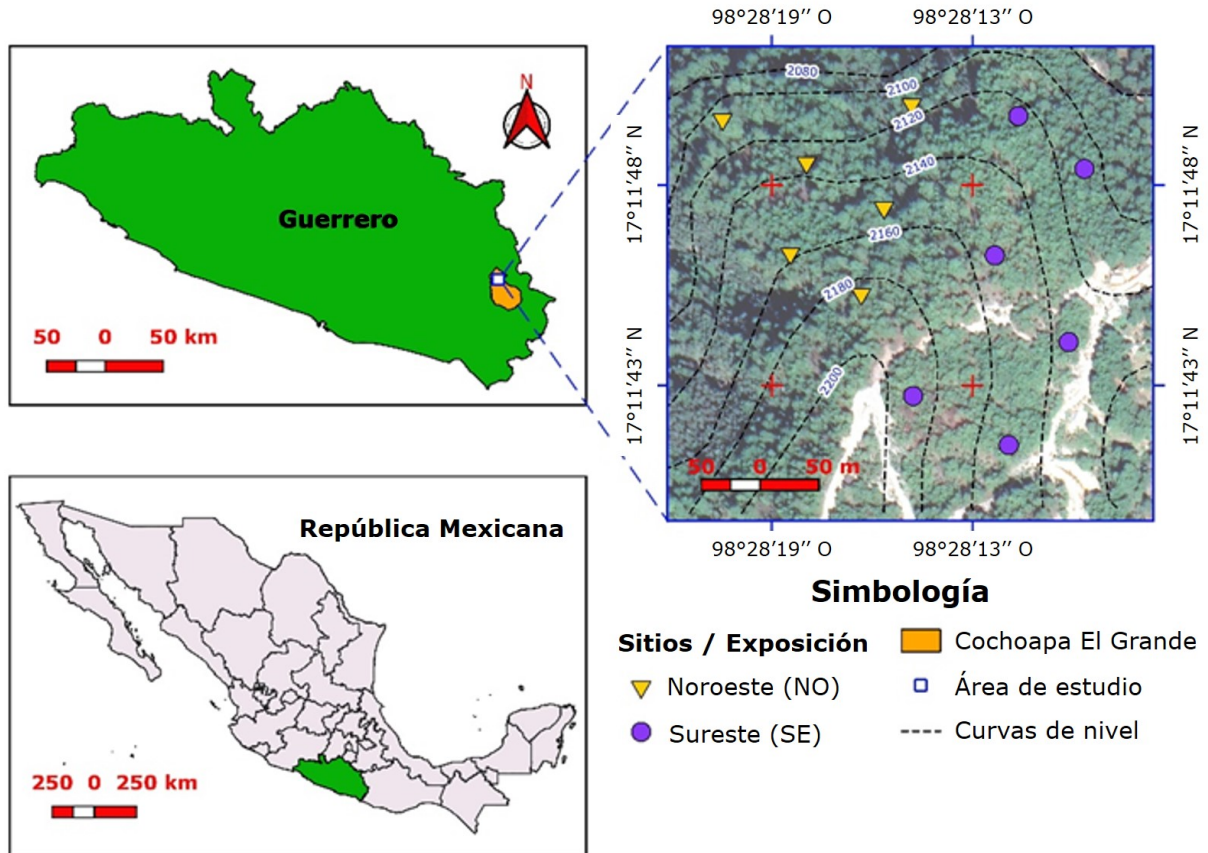 98°28’19’’ O
98°28’13’’ O
N
Guerrero
50 0 50 km
2080
2100
2120
2140
2160
2180
2200
17°11’48’’ N
17°11’48’’ N
17°11’43’’ N
17°11’43’’ N
50 0 50 m
98°28’19’’ O
98°28’13’’ O
República Mexicana
250 0 250 km
Simbología
Sitios / Exposición
Noroeste (NO)
Sureste (SE)
Cochoapa El Grande
Área de estudio
Curvas de nivel